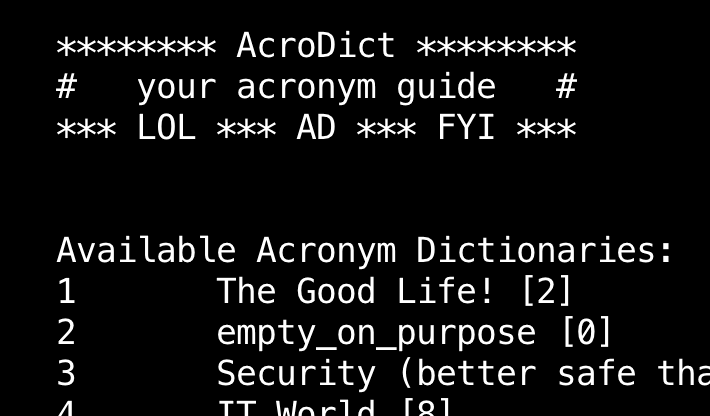 ******** AcroDict ********
#   your acronym guide   #
*** LOL *** AD *** FYI ***
Available Acronym Dictionaries:
1       The Good Life! [2]
2       empty_on_purpose [0]
3       Security (better safe
4       IT World [8]